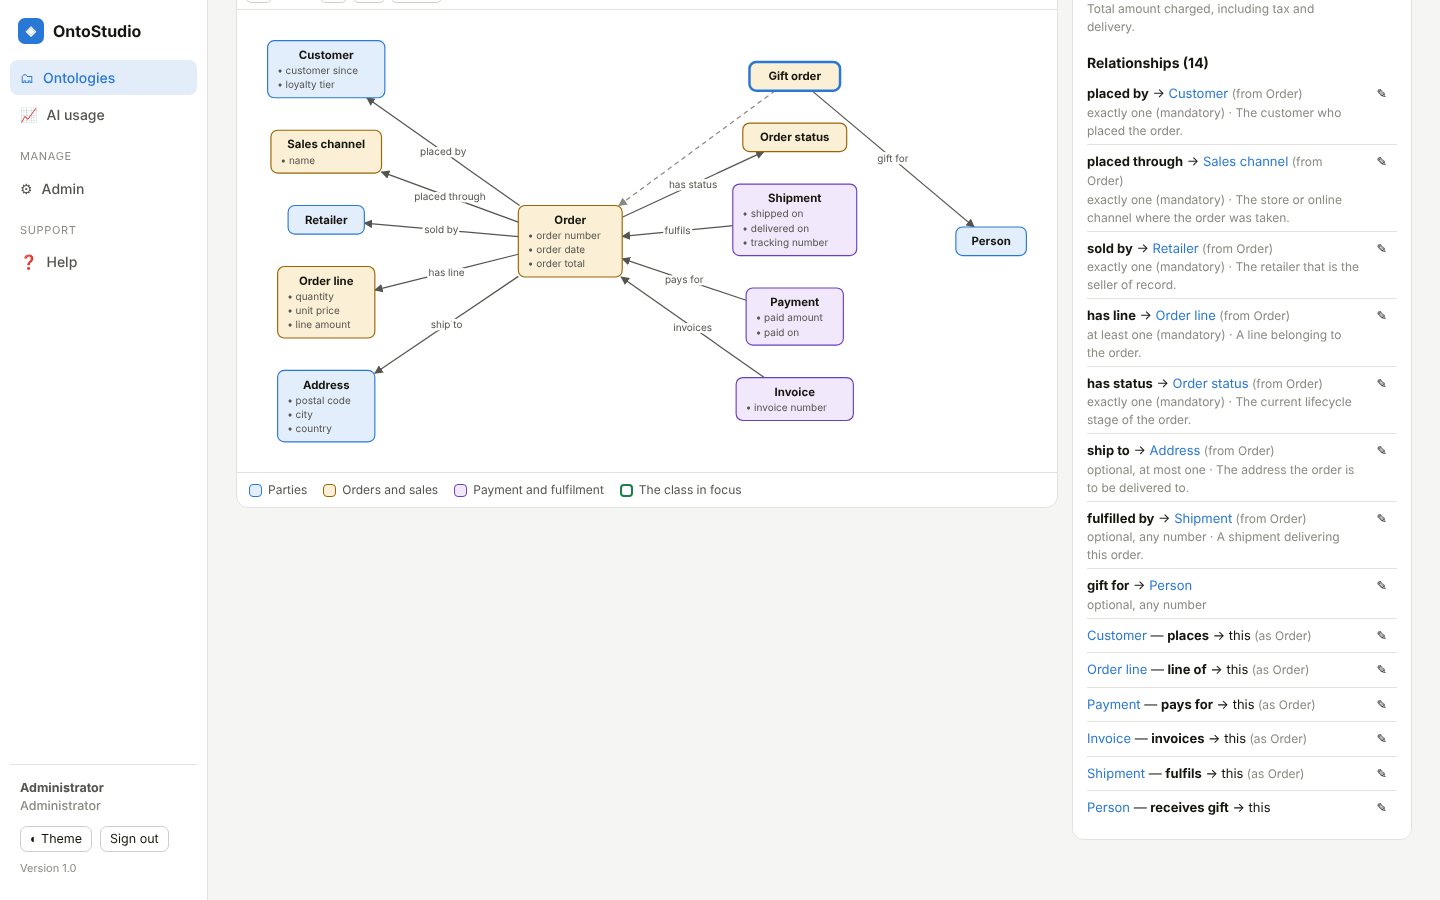 OntoStudio
Ontologies
AI usage
MANAGE
Admin
SUPPORT
Help
Administrator
Administrator
Theme
Sign out
Version 1.0
Customer
• customer since
• loyalty tier
Sales channel
• name
Retailer
Order line
• quantity
• unit price
• line amount
Address
• postal code
• city
• country
placed by
placed through
sold by
has line
ship to
Order
• order number
• order date
• order total
Gift order
Order status
has status
gift for
Shipment
• shipped on
• delivered on
• tracking number
fulfils
Person
pays for
Payment
• paid amount
• paid on
invoices
Invoice
• invoice number
Parties
Orders and sales
Payment and fulfilment
The class in focus
Total amount charged, including tax and
delivery.
Relationships (14)
placed by → Customer (from Order)
exactly one (mandatory) · The customer who
placed the order.
placed through → Sales channel (from
Order)
exactly one (mandatory) · The store or online
channel where the order was taken.
sold by → Retailer (from Order)
exactly one (mandatory) · The retailer that is the
seller of record.
has line → Order line (from Order)
at least one (mandatory) · A line belonging to
the order.
has status → Order status (from Order)
exactly one (mandatory) · The current lifecycle
stage of the order.
ship to → Address (from Order)
optional, at most one · The address the order is
to be delivered to.
fulfilled by → Shipment (from Order)
optional, any number · A shipment delivering
this order.
gift for → Person
optional, any number
Customer — places → this (as Order)
Order line — line of → this (as Order)
Payment — pays for → this (as Order)
Invoice — invoices → this (as Order)
Shipment — fulfils → this (as Order)
Person — receives gift → this